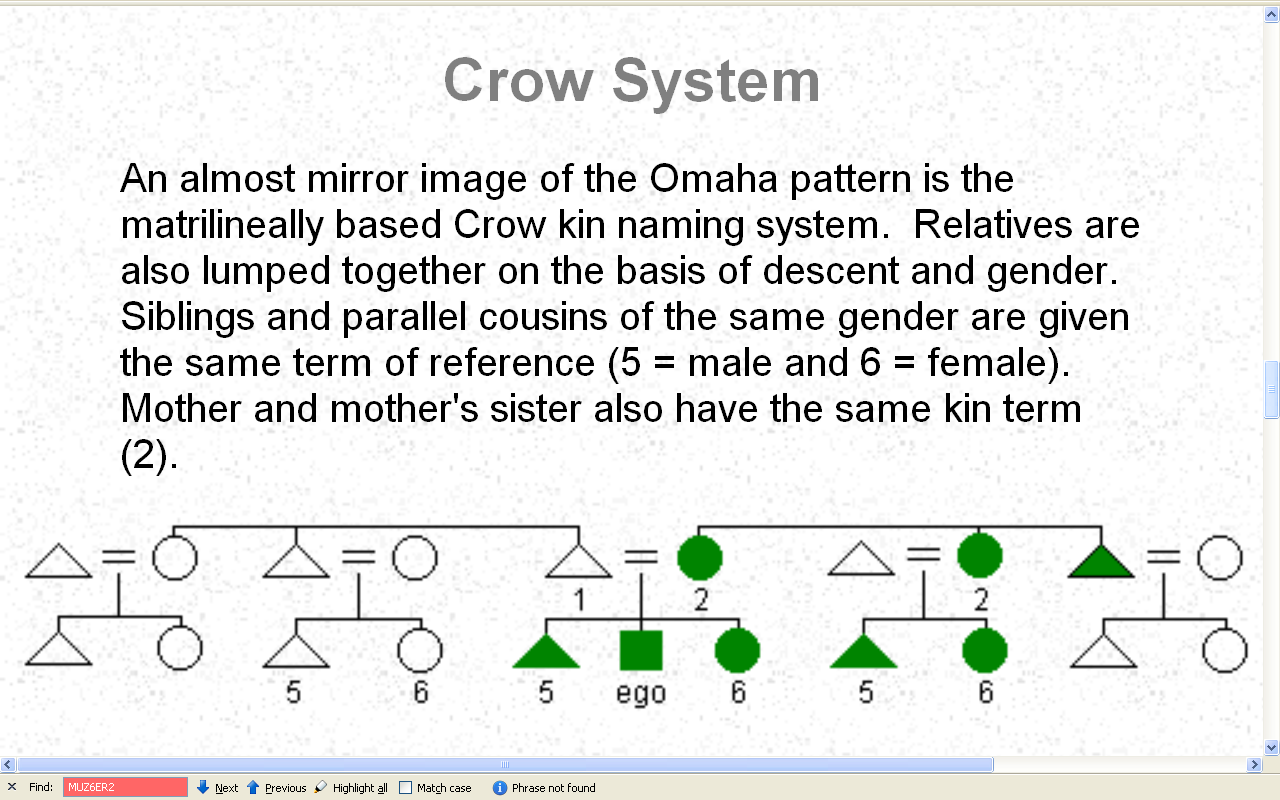 Crow System
An almost mirror image of the Omaha pattern is the
matrilineally based Crow kin naming system.  Relatives are
also lumped together on the basis of descent and gender.
Siblings and parallel cousins of the same gender are given
the same term of reference (5 = male and 6 = female).
Mother and mother's sister also have the same kin term
(2).
= = = = =
1 2 2
5 6 5 ego 6 5 6
Find: MUZ6ER2 Next Previous Highlight all Match case Phrase not found